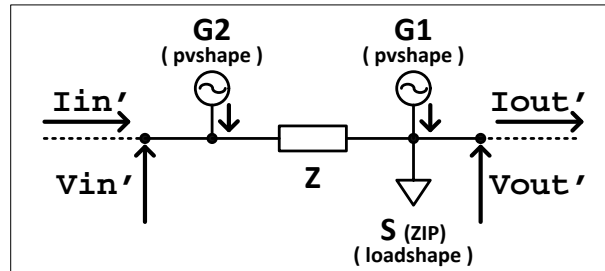 G2
( pvshape )
G1
( pvshape )
Iin’
Iout’
Vin’
Z
Vout’
S (ZIP)
( loadshape )